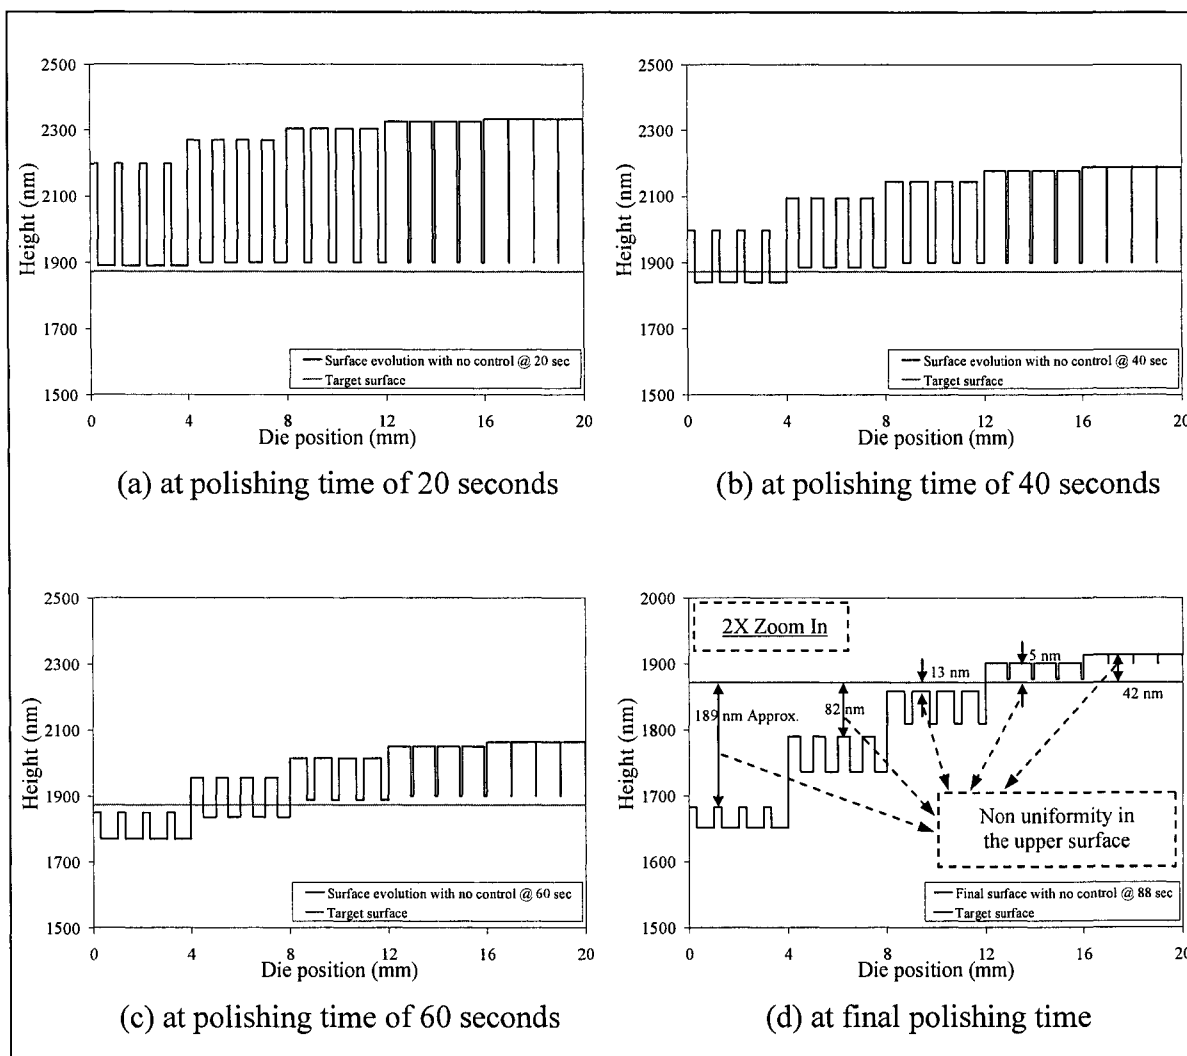 2500
2300
2100
1900
1700
1500
Height (nm)
Surface evolution with no control @ 20 sec
Target surface
0 4 8 12 16 20
Die position (mm)
(a) at polishing time of 20 seconds
2500
2300
2100
1900
1700
1500
Height (nm)
Surface evolution with no control @ 40 sec
Target surface
0 4 8 12 16 20
Die position (mm)
(b) at polishing time of 40 seconds
2500
2300
2100
1900
1700
1500
Height (nm)
Surface evolution with no control @ 60 sec
Target surface
0 4 8 12 16 20
Die position (mm)
(c) at polishing time of 60 seconds
2000
1900
1800
1700
1600
1500
Height (nm)
2X Zoom In
5 nm
13 nm
42 nm
82 nm
189 nm Approx.
Non uniformity in
the upper surface
Final surface with no control @ 88 sec
Target surface
0 4 8 12 16 20
Die position (mm)
(d) at final polishing time